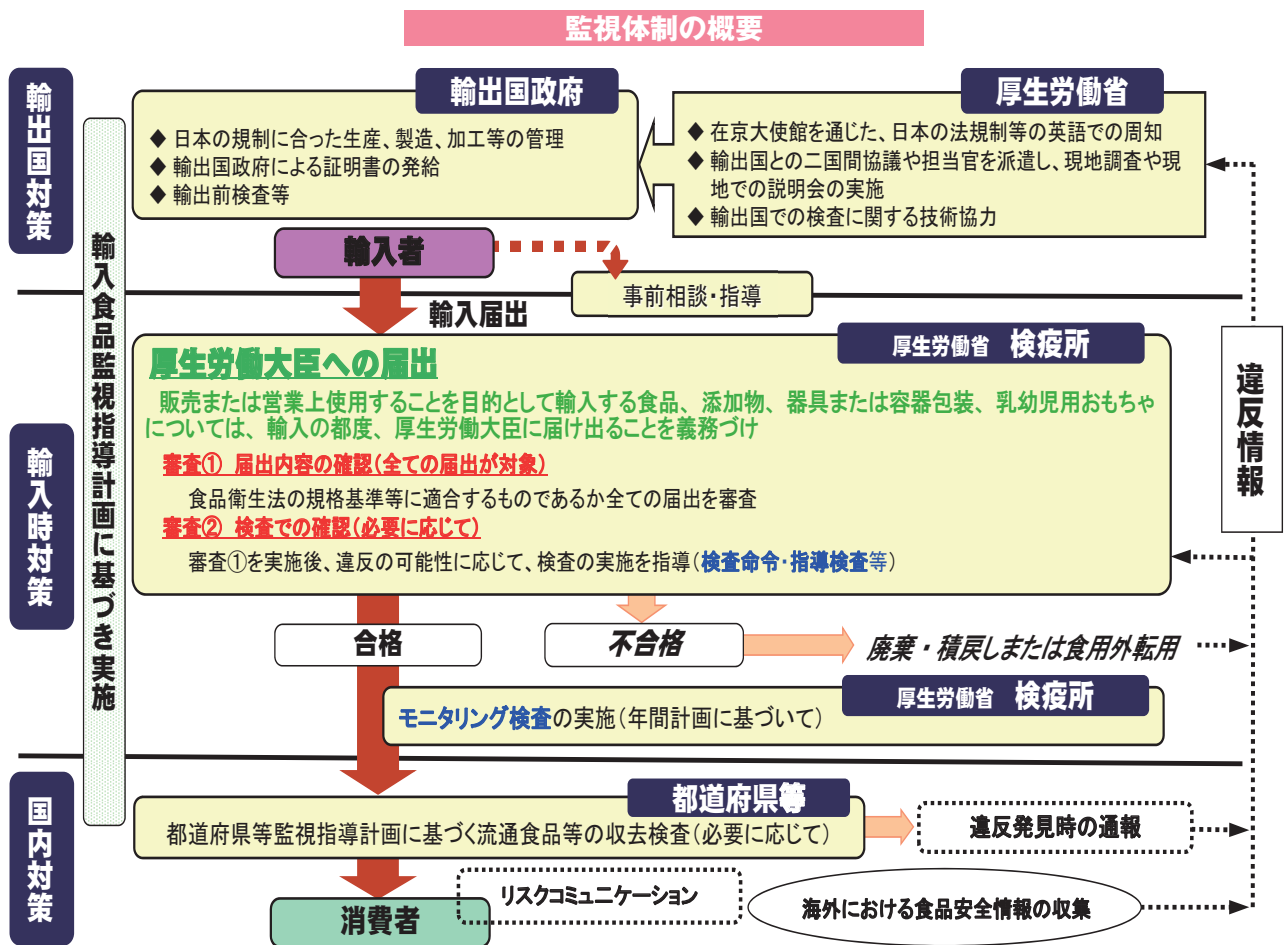 監視体制の概要
輸出国対策
輸入食品監視指導計画に基づき実施
輸出国政府
◆ 日本の規制に合った生産、製造、加工等の管理
◆ 輸出国政府による証明書の発給
◆ 輸出前検査等
厚生労働省
◆ 在京大使館を通じた、日本の法規制等の英語での周知
◆ 輸出国との二国間協議や担当官を派遣し、現地調査や現
地での説明会の実施
◆ 輸出国での検査に関する技術協力
輸入者
事前相談・指導
輸入届出
輸入時対策
厚生労働省 検疫所
厚生労働大臣への届出
販売または営業上使用することを目的として輸入する食品、添加物、器具または容器包装、乳幼児用おもちゃ
については、輸入の都度、厚生労働大臣に届け出ることを義務づけ
審査① 届出内容の確認(全ての届出が対象)
食品衛生法の規格基準等に適合するものであるか全ての届出を審査
審査② 検査での確認(必要に応じて)
審査①を実施後、違反の可能性に応じて、検査の実施を指導(検査命令・指導検査等)
違反情報
合格
不合格
廃棄・積戻しまたは食用外転用
厚生労働省 検疫所
モニタリング検査の実施(年間計画に基づいて)
国内対策
都道府県等
都道府県等監視指導計画に基づく流通食品等の収去検査(必要に応じて)
違反発見時の通報
消費者
リスクコミュニケーション
海外における食品安全情報の収集